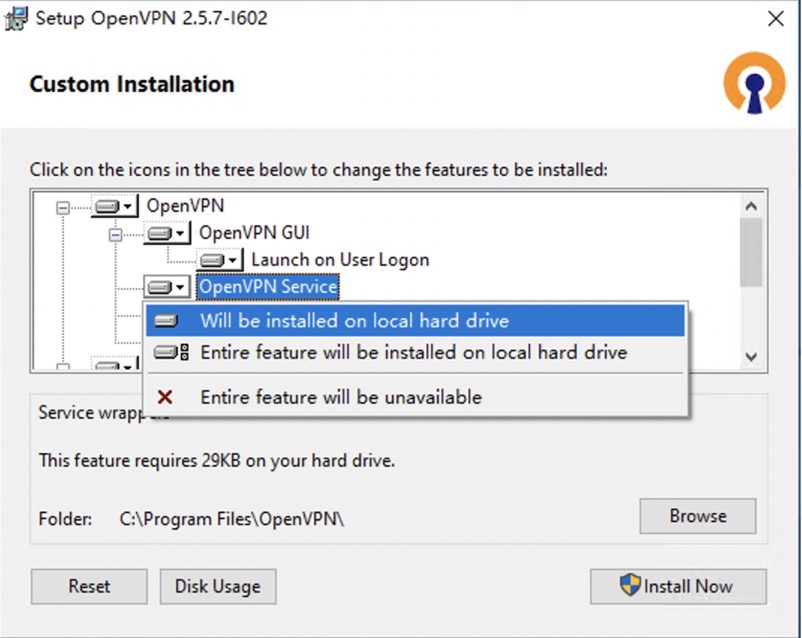 Setup OpenVPN 2.5.7-I602
Custom Installation
Click on the icons in the tree below to change the features to be installed:
OpenVPN
OpenVPN GUI
Launch on User Logon
OpenVPN Service
Will be installed on local hard drive
Entire feature will be installed on local hard drive
Entire feature will be unavailable
Service
This feature requires 29KB on your hard drive.
Folder: C:\Program Files\OpenVPN\
Browse
Reset
Disk Usage
Install Now